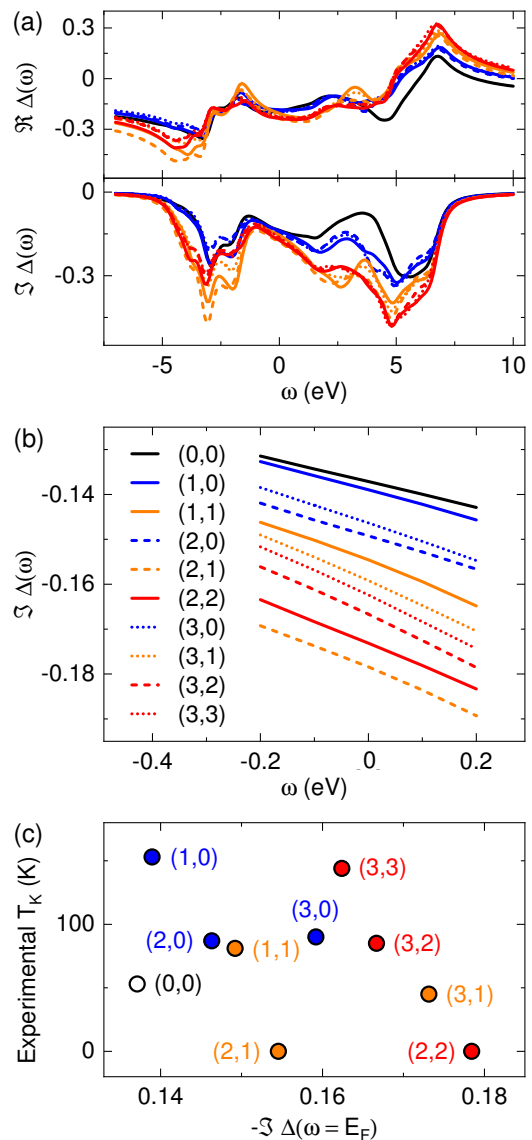 (a)
0.3
0
-0.3
ℜ Δ(ω)
0
-0.3
ℑ Δ(ω)
-5 0 5 10
ω (eV)
(b)
-0.14
-0.16
-0.18
ℑ Δ(ω)
(0,0)
(1,0)
(1,1)
(2,0)
(2,1)
(2,2)
(3,0)
(3,1)
(3,2)
(3,3)
-0.4 -0.2 0 0.2
ω (eV)
(c)
Experimental T_K (K)
100
0
(1,0)
(3,3)
(3,0)
(2,0)
(1,1)
(3,2)
(0,0)
(3,1)
(2,1)
(2,2)
0.14 0.16 0.18
-ℑ Δ(ω = E_F)